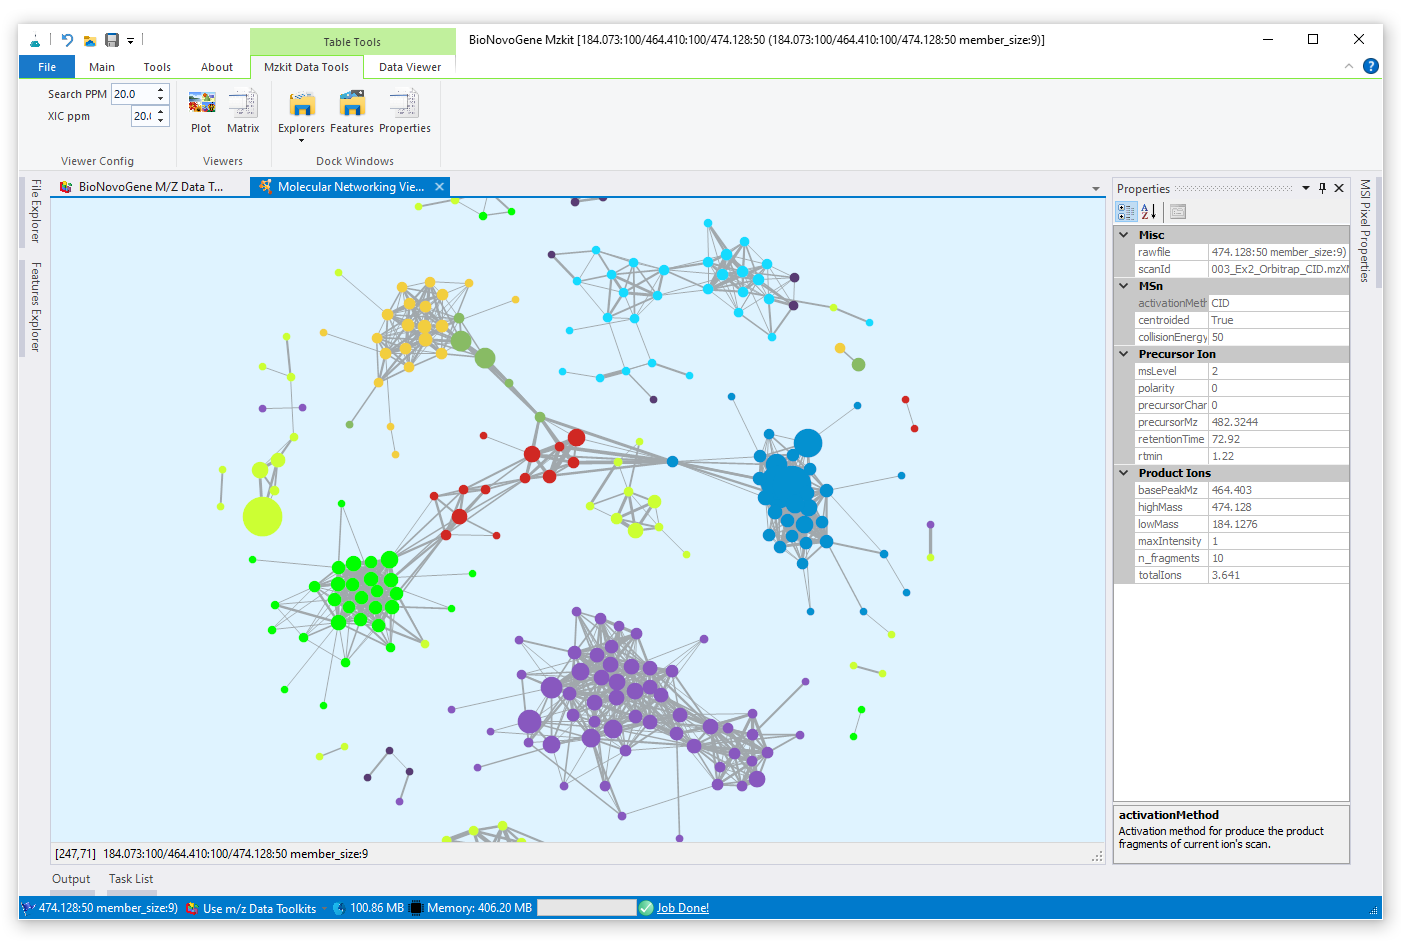 Table Tools
BioNovoGene Mzkit [184.073:100/464.410:100/474.128:50 (184.073:100/464.410:100/474.128:50 member_size:9)]
File Main Tools About Mzkit Data Tools Data Viewer
Search PPM 20.0
XIC ppm 20.
Plot Matrix Explorers Features Properties
Viewer Config Viewers Dock Windows
File Explorer
Features Explorer
BioNovoGene M/Z Data T...
Molecular Networking Vie...
Properties
MSI Pixel Properties
Misc
rawfile 474.128:50 member_size:9)
scanId 003_Ex2_Orbitrap_CID.mzX
MSn
activationMeth CID
centroided True
collisionEnergy 50
Precursor Ion
msLevel 2
polarity 0
precursorChar 0
precursorMz 482.3244
retentionTime 72.92
rtmin 1.22
Product Ions
basePeakMz 464.403
highMass 474.128
lowMass 184.1276
maxIntensity 1
n_fragments 10
totalIons 3.641
activationMethod
Activation method for produce the product
fragments of current ion's scan.
[247,71] 184.073:100/464.410:100/474.128:50 member_size:9
Output Task List
474.128:50 member_size:9) Use m/z Data Toolkits 100.86 MB Memory: 406.20 MB Job Done!